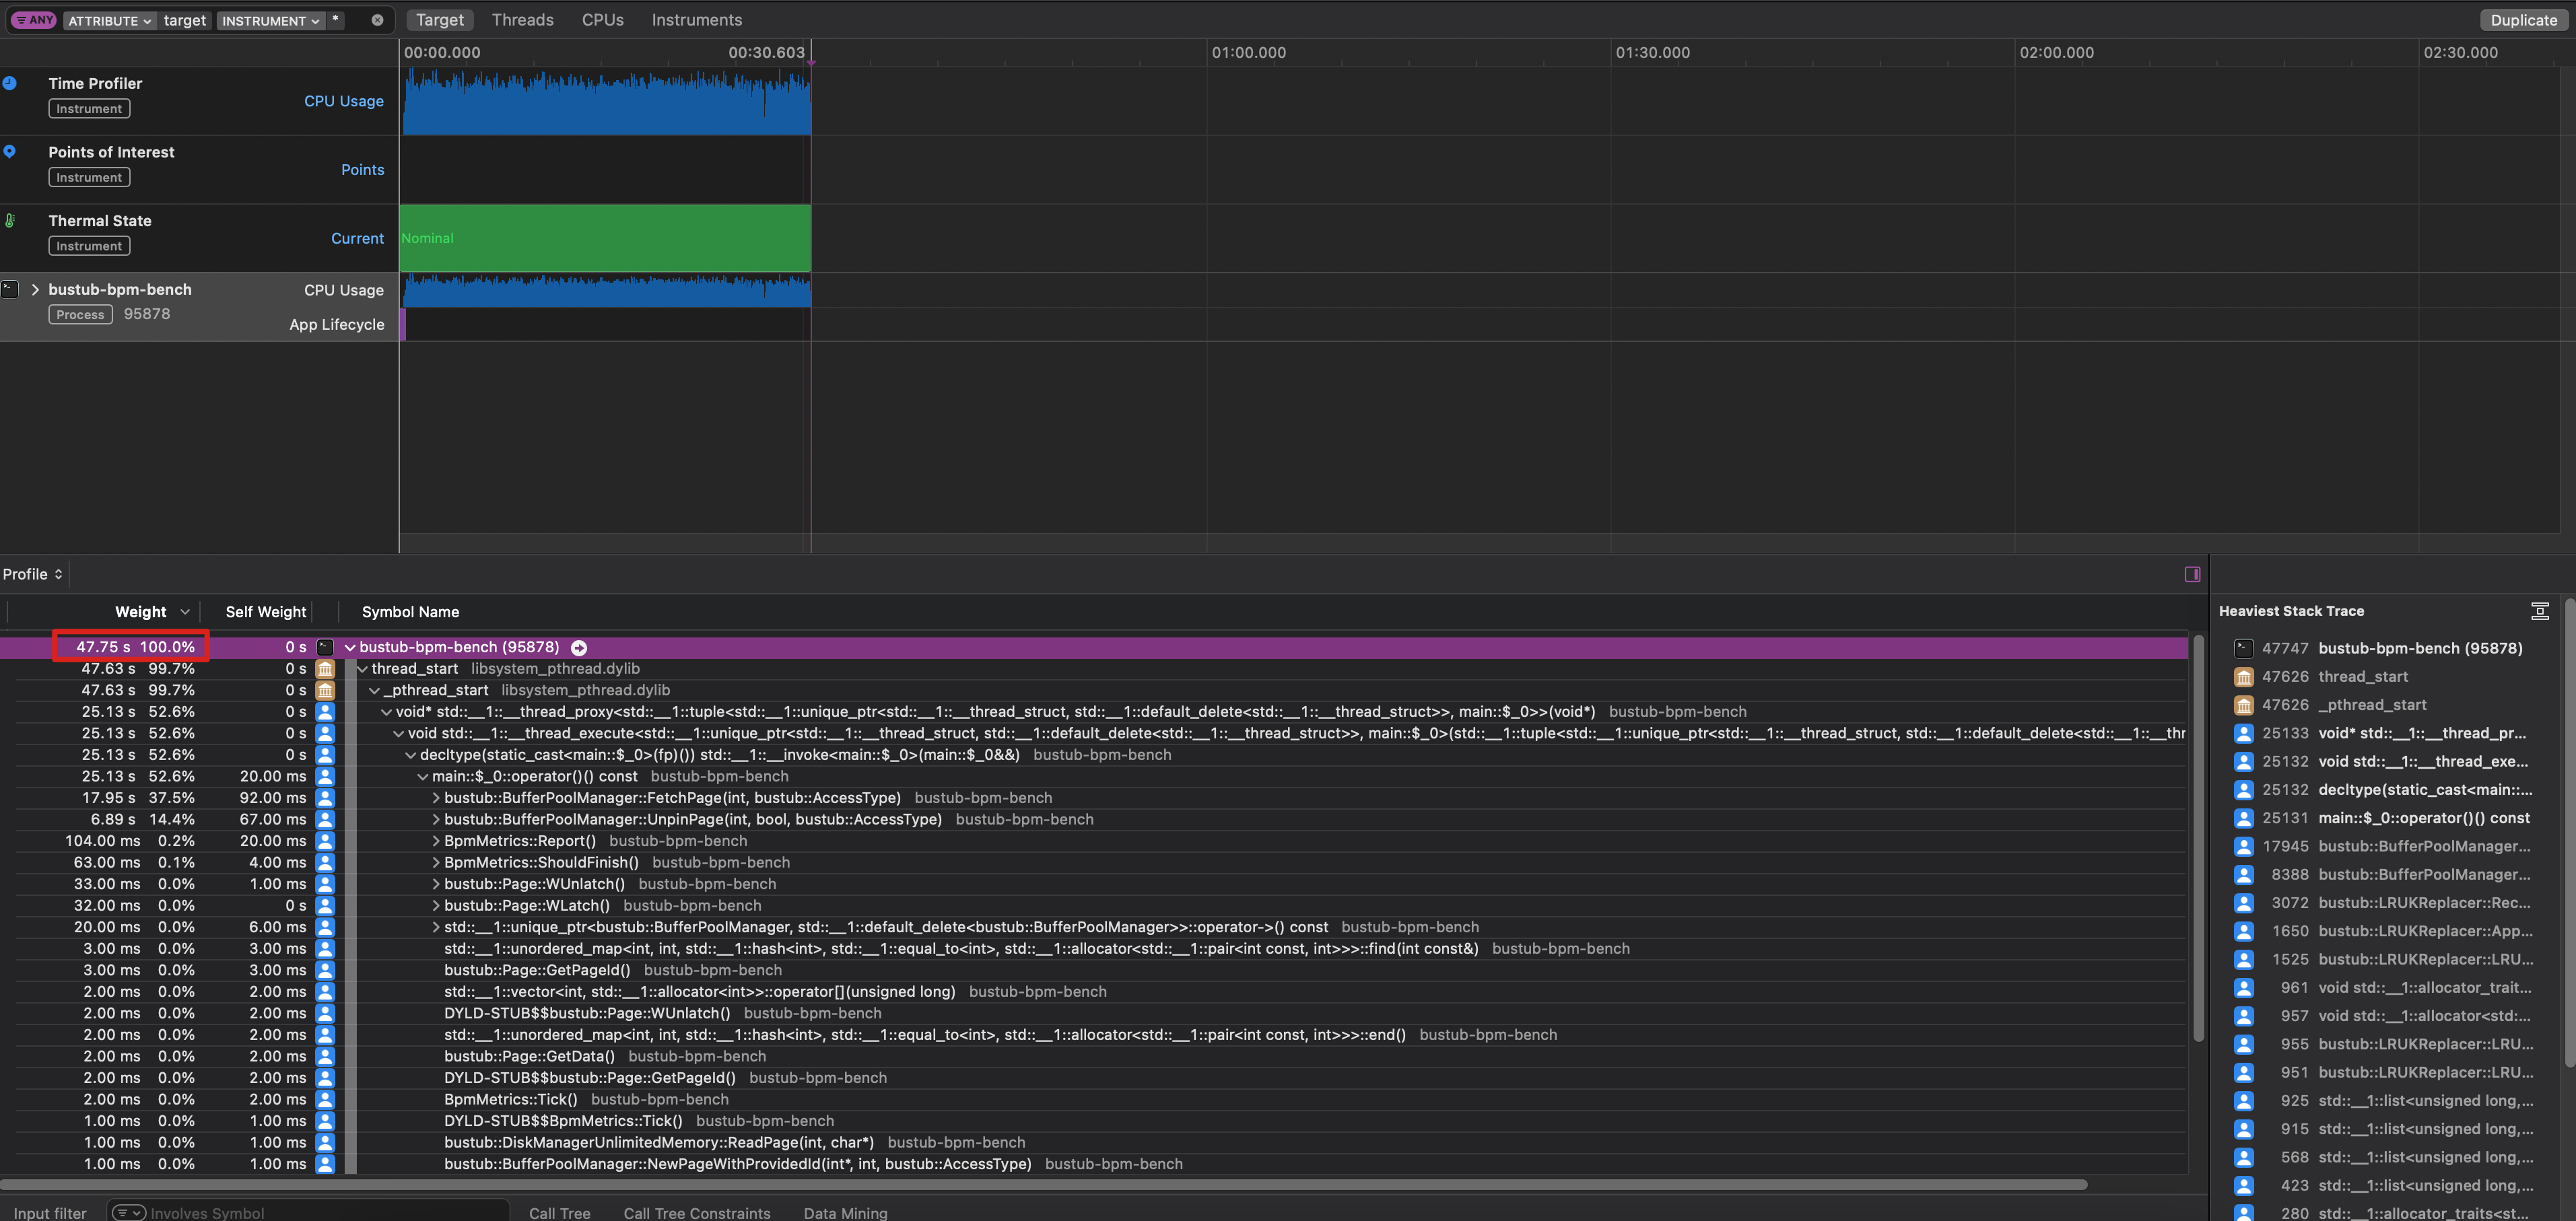 ANY ATTRIBUTE target INSTRUMENT * Target Threads CPUs Instruments Duplicate
00:00.000 00:30.603 01:00.000 01:30.000 02:00.000 02:30.000
Time Profiler
Instrument
CPU Usage
Points of Interest
Instrument
Points
Thermal State
Instrument
Current
Nominal
bustub-bpm-bench CPU Usage
Process 95878
App Lifecycle
Profile
Weight Self Weight Symbol Name
47.75 s 100.0% 0 s bustub-bpm-bench (95878)
47.63 s 99.7% 0 s thread_start libsystem_pthread.dylib
47.63 s 99.7% 0 s _pthread_start libsystem_pthread.dylib
25.13 s 52.6% 0 s void* std::__1::__thread_proxy<std::__1::tuple<std::__1::unique_ptr<std::__1::__thread_struct, std::__1::default_delete<std::__1::__thread_struct>>, main::$_0>>(void*) bustub-bpm-bench
25.13 s 52.6% 0 s void std::__1::__thread_execute<std::__1::unique_ptr<std::__1::__thread_struct, std::__1::default_delete<std::__1::__thread_struct>>, main::$_0>(std::__1::tuple<std::__1::unique_ptr<std::__1::__thread_struct, std::__1::default_delete<std::__1::__thr
25.13 s 52.6% 0 s decltype(static_cast<main::$_0>(fp)()) std::__1::__invoke<main::$_0>(main::$_0&&) bustub-bpm-bench
25.13 s 52.6% 20.00 ms main::$_0::operator()() const bustub-bpm-bench
17.95 s 37.5% 92.00 ms bustub::BufferPoolManager::FetchPage(int, bustub::AccessType) bustub-bpm-bench
6.89 s 14.4% 67.00 ms bustub::BufferPoolManager::UnpinPage(int, bool, bustub::AccessType) bustub-bpm-bench
104.00 ms 0.2% 20.00 ms BpmMetrics::Report() bustub-bpm-bench
63.00 ms 0.1% 4.00 ms BpmMetrics::ShouldFinish() bustub-bpm-bench
33.00 ms 0.0% 1.00 ms bustub::Page::WUnlatch() bustub-bpm-bench
32.00 ms 0.0% 0 s bustub::Page::WLatch() bustub-bpm-bench
20.00 ms 0.0% 6.00 ms std::__1::unique_ptr<bustub::BufferPoolManager, std::__1::default_delete<bustub::BufferPoolManager>>::operator->() const bustub-bpm-bench
3.00 ms 0.0% 3.00 ms std::__1::unordered_map<int, int, std::__1::hash<int>, std::__1::equal_to<int>, std::__1::allocator<std::__1::pair<int const, int>>>::find(int const&) bustub-bpm-bench
3.00 ms 0.0% 3.00 ms bustub::Page::GetPageId() bustub-bpm-bench
2.00 ms 0.0% 2.00 ms std::__1::vector<int, std::__1::allocator<int>>::operator[](unsigned long) bustub-bpm-bench
2.00 ms 0.0% 2.00 ms DYLD-STUB$$bustub::Page::WUnlatch() bustub-bpm-bench
2.00 ms 0.0% 2.00 ms std::__1::unordered_map<int, int, std::__1::hash<int>, std::__1::equal_to<int>, std::__1::allocator<std::__1::pair<int const, int>>>::end() bustub-bpm-bench
2.00 ms 0.0% 2.00 ms bustub::Page::GetData() bustub-bpm-bench
2.00 ms 0.0% 2.00 ms DYLD-STUB$$bustub::Page::GetPageId() bustub-bpm-bench
2.00 ms 0.0% 2.00 ms BpmMetrics::Tick() bustub-bpm-bench
1.00 ms 0.0% 1.00 ms DYLD-STUB$$BpmMetrics::Tick() bustub-bpm-bench
1.00 ms 0.0% 1.00 ms bustub::DiskManagerUnlimitedMemory::ReadPage(int, char*) bustub-bpm-bench
1.00 ms 0.0% 1.00 ms bustub::BufferPoolManager::NewPageWithProvidedId(int*, int, bustub::AccessType) bustub-bpm-bench
Input filter Involves Symbol Call Tree Call Tree Constraints Data Mining
Heaviest Stack Trace
47747 bustub-bpm-bench (95878)
47626 thread_start
47626 _pthread_start
25133 void* std::__1::__thread_pr...
25132 void std::__1::__thread_exe...
25132 decltype(static_cast<main::...
25131 main::$_0::operator()() const
17945 bustub::BufferPoolManager...
8388 bustub::BufferPoolManager...
3072 bustub::LRUKReplacer::Rec...
1650 bustub::LRUKReplacer::App...
1525 bustub::LRUKReplacer::LRU...
961 void std::__1::allocator_trait...
957 void std::__1::allocator<std:...
955 bustub::LRUKReplacer::LRU...
951 bustub::LRUKReplacer::LRU...
925 std::__1::list<unsigned long,...
915 std::__1::list<unsigned long,...
568 std::__1::list<unsigned long,...
423 std::__1::list<unsigned long,...
280 std::__1::allocator_traits<st...